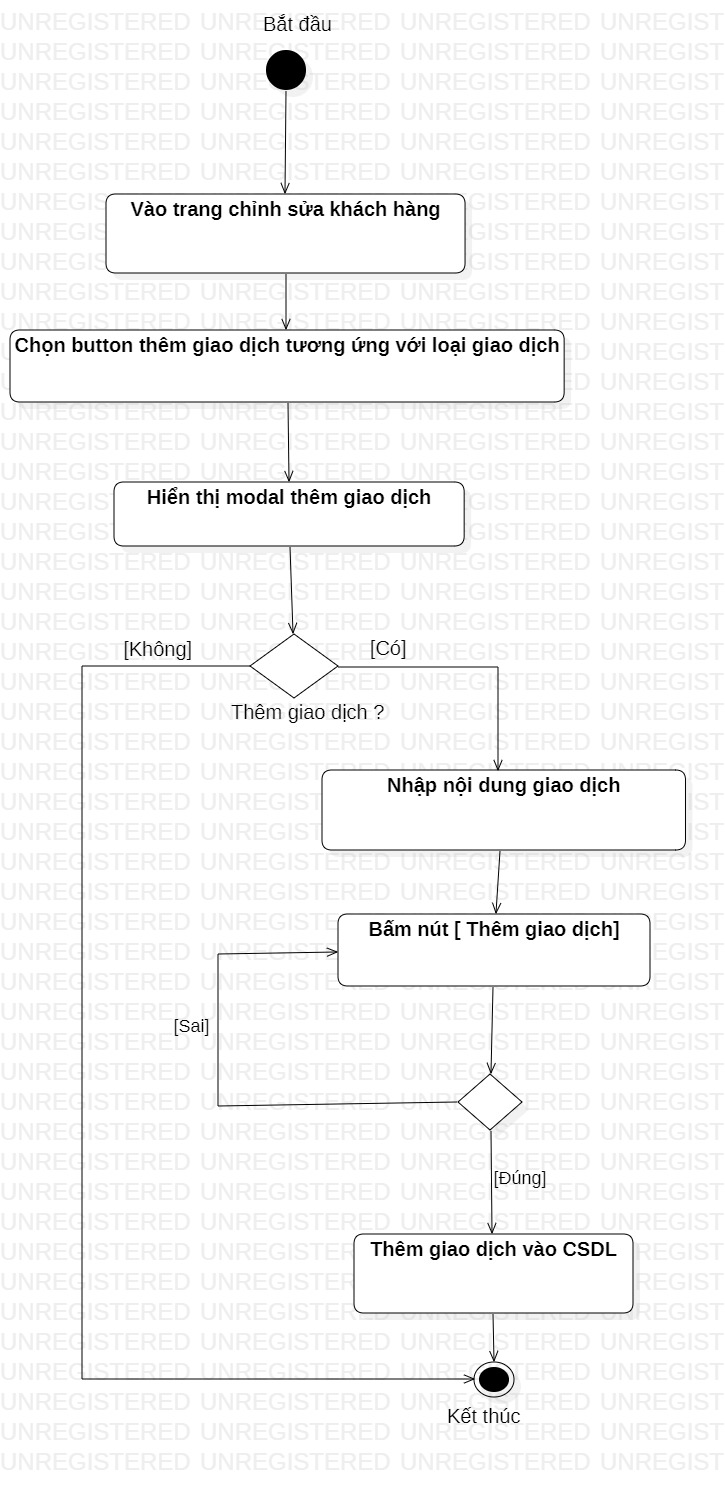 Bắt đầu
Vào trang chỉnh sửa khách hàng
Chọn button thêm giao dịch tương ứng với loại giao dịch
Hiển thị modal thêm giao dịch
[Không]
[Có]
Thêm giao dịch ?
Nhập nội dung giao dịch
Bấm nút [ Thêm giao dịch]
[Sai]
[Đúng]
Thêm giao dịch vào CSDL
Kết thúc
UNREGISTERED